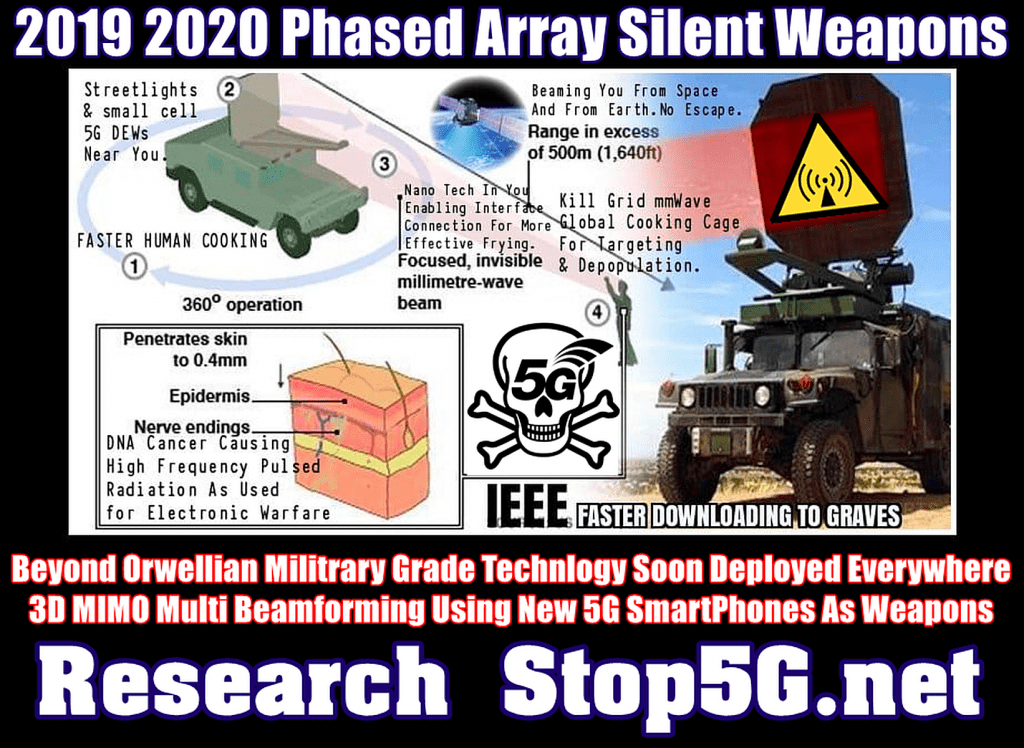 2019 2020 Phased Array Silent Weapons
Streetlights
& small cell
5G DEWs
Near You.
2
3
Beaming You From Space
And From Earth.No Escape.
Range in excess
of 500m (1,640ft)
Nano Tech In You
Enabling Interface
Connection For More
Effective Frying.
Focused, invisible
millimetre-wave
beam
Kill Grid mmWave
Global Cooking Cage
For Targeting
& Depopulation.
FASTER HUMAN COOKING
1
360º operation
4
Penetrates skin
to 0.4mm
Epidermis
Nerve endings
DNA Cancer Causing
High Frequency Pulsed
Radiation As Used
for Electronic Warfare
5G
IEEE
FASTER DOWNLOADING TO GRAVES
Beyond Orwellian Militrary Grade Technlogy Soon Deployed Everywhere
3D MIMO Multi Beamforming Using New 5G SmartPhones As Weapons
Research Stop5G.net